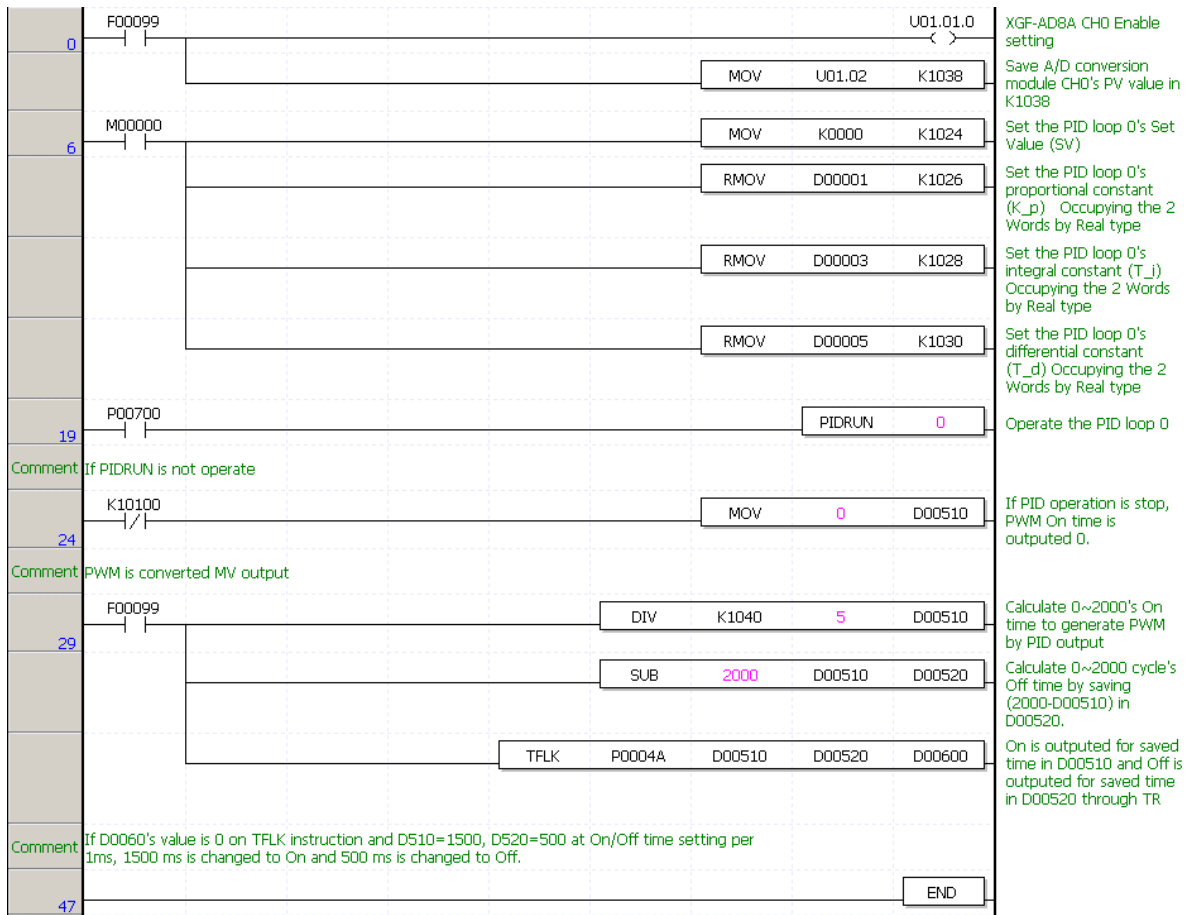 F00099
U01.01.0
XGF-AD8A CH0 Enable
setting
0
MOV U01.02 K1038
Save A/D conversion
module CH0's PV value in
K1038
M00000
6
MOV K0000 K1024
Set the PID loop 0's Set
Value (SV)
RMOV D00001 K1026
Set the PID loop 0's
proportional constant
(K_p) Occupying the 2
Words by Real type
RMOV D00003 K1028
Set the PID loop 0's
integral constant (T_i)
Occupying the 2 Words
by Real type
RMOV D00005 K1030
Set the PID loop 0's
differential constant
(T_d) Occupying the 2
Words by Real type
P00700
19
PIDRUN 0
Operate the PID loop 0
Comment If PIDRUN is not operate
K10100
24
MOV 0 D00510
If PID operation is stop,
PWM On time is
outputed 0.
Comment PWM is converted MV output
F00099
29
DIV K1040 5 D00510
Calculate 0~2000's On
time to generate PWM
by PID output
SUB 2000 D00510 D00520
Calculate 0~2000 cycle's
Off time by saving
(2000-D00510) in
D00520.
TFLK P0004A D00510 D00520 D00600
On is outputed for saved
time in D00510 and Off is
outputed for saved time
in D00520 through TR
Comment If D0060's value is 0 on TFLK instruction and D510=1500, D520=500 at On/Off time setting per
1ms, 1500 ms is changed to On and 500 ms is changed to Off.
47
END